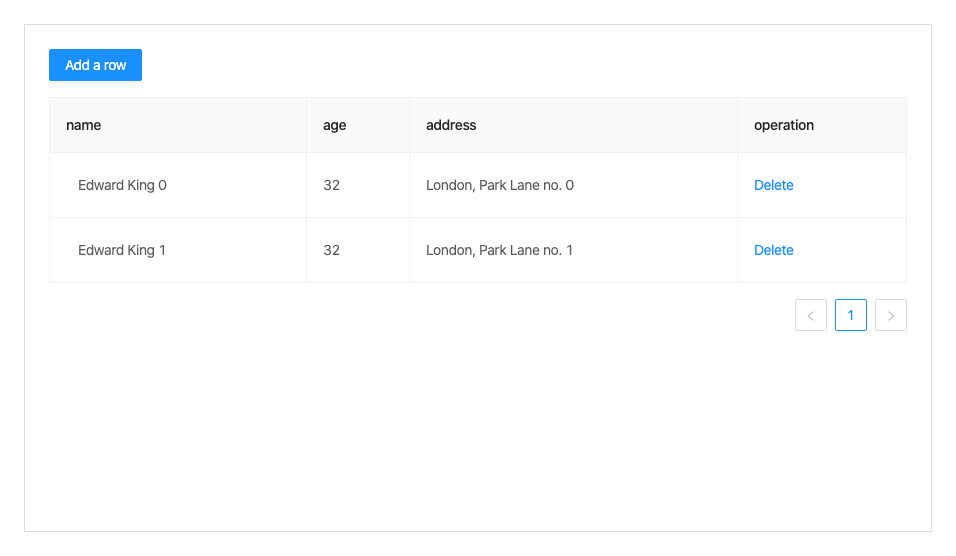 Add a row
name age address operation
Edward King 0 32 London, Park Lane no. 0 Delete
Edward King 1 32 London, Park Lane no. 1 Delete
1